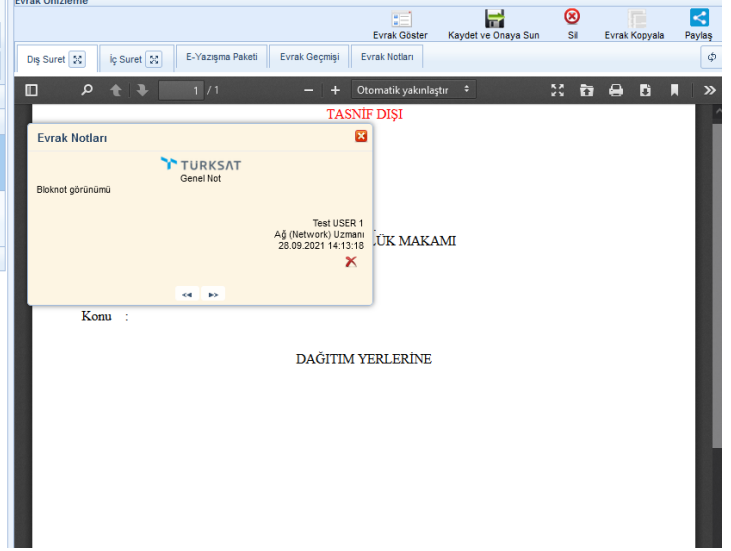 Evrak Önizleme
Evrak Göster
Kaydet ve Onaya Sun
Sil
Evrak Kopyala
Paylaş
Dış Suret
İç Suret
E-Yazışma Paketi
Evrak Geçmişi
Evrak Notları
1 / 1
Otomatik yakınlaştır
TASNİF DIŞI
Evrak Notları
TURKSAT
Genel Not
Bloknot görünümü
Test USER 1
Ağ (Network) Uzmanı
28.09.2021 14:13:18
LÜK MAKAMI
Konu :
DAĞITIM YERLERİNE